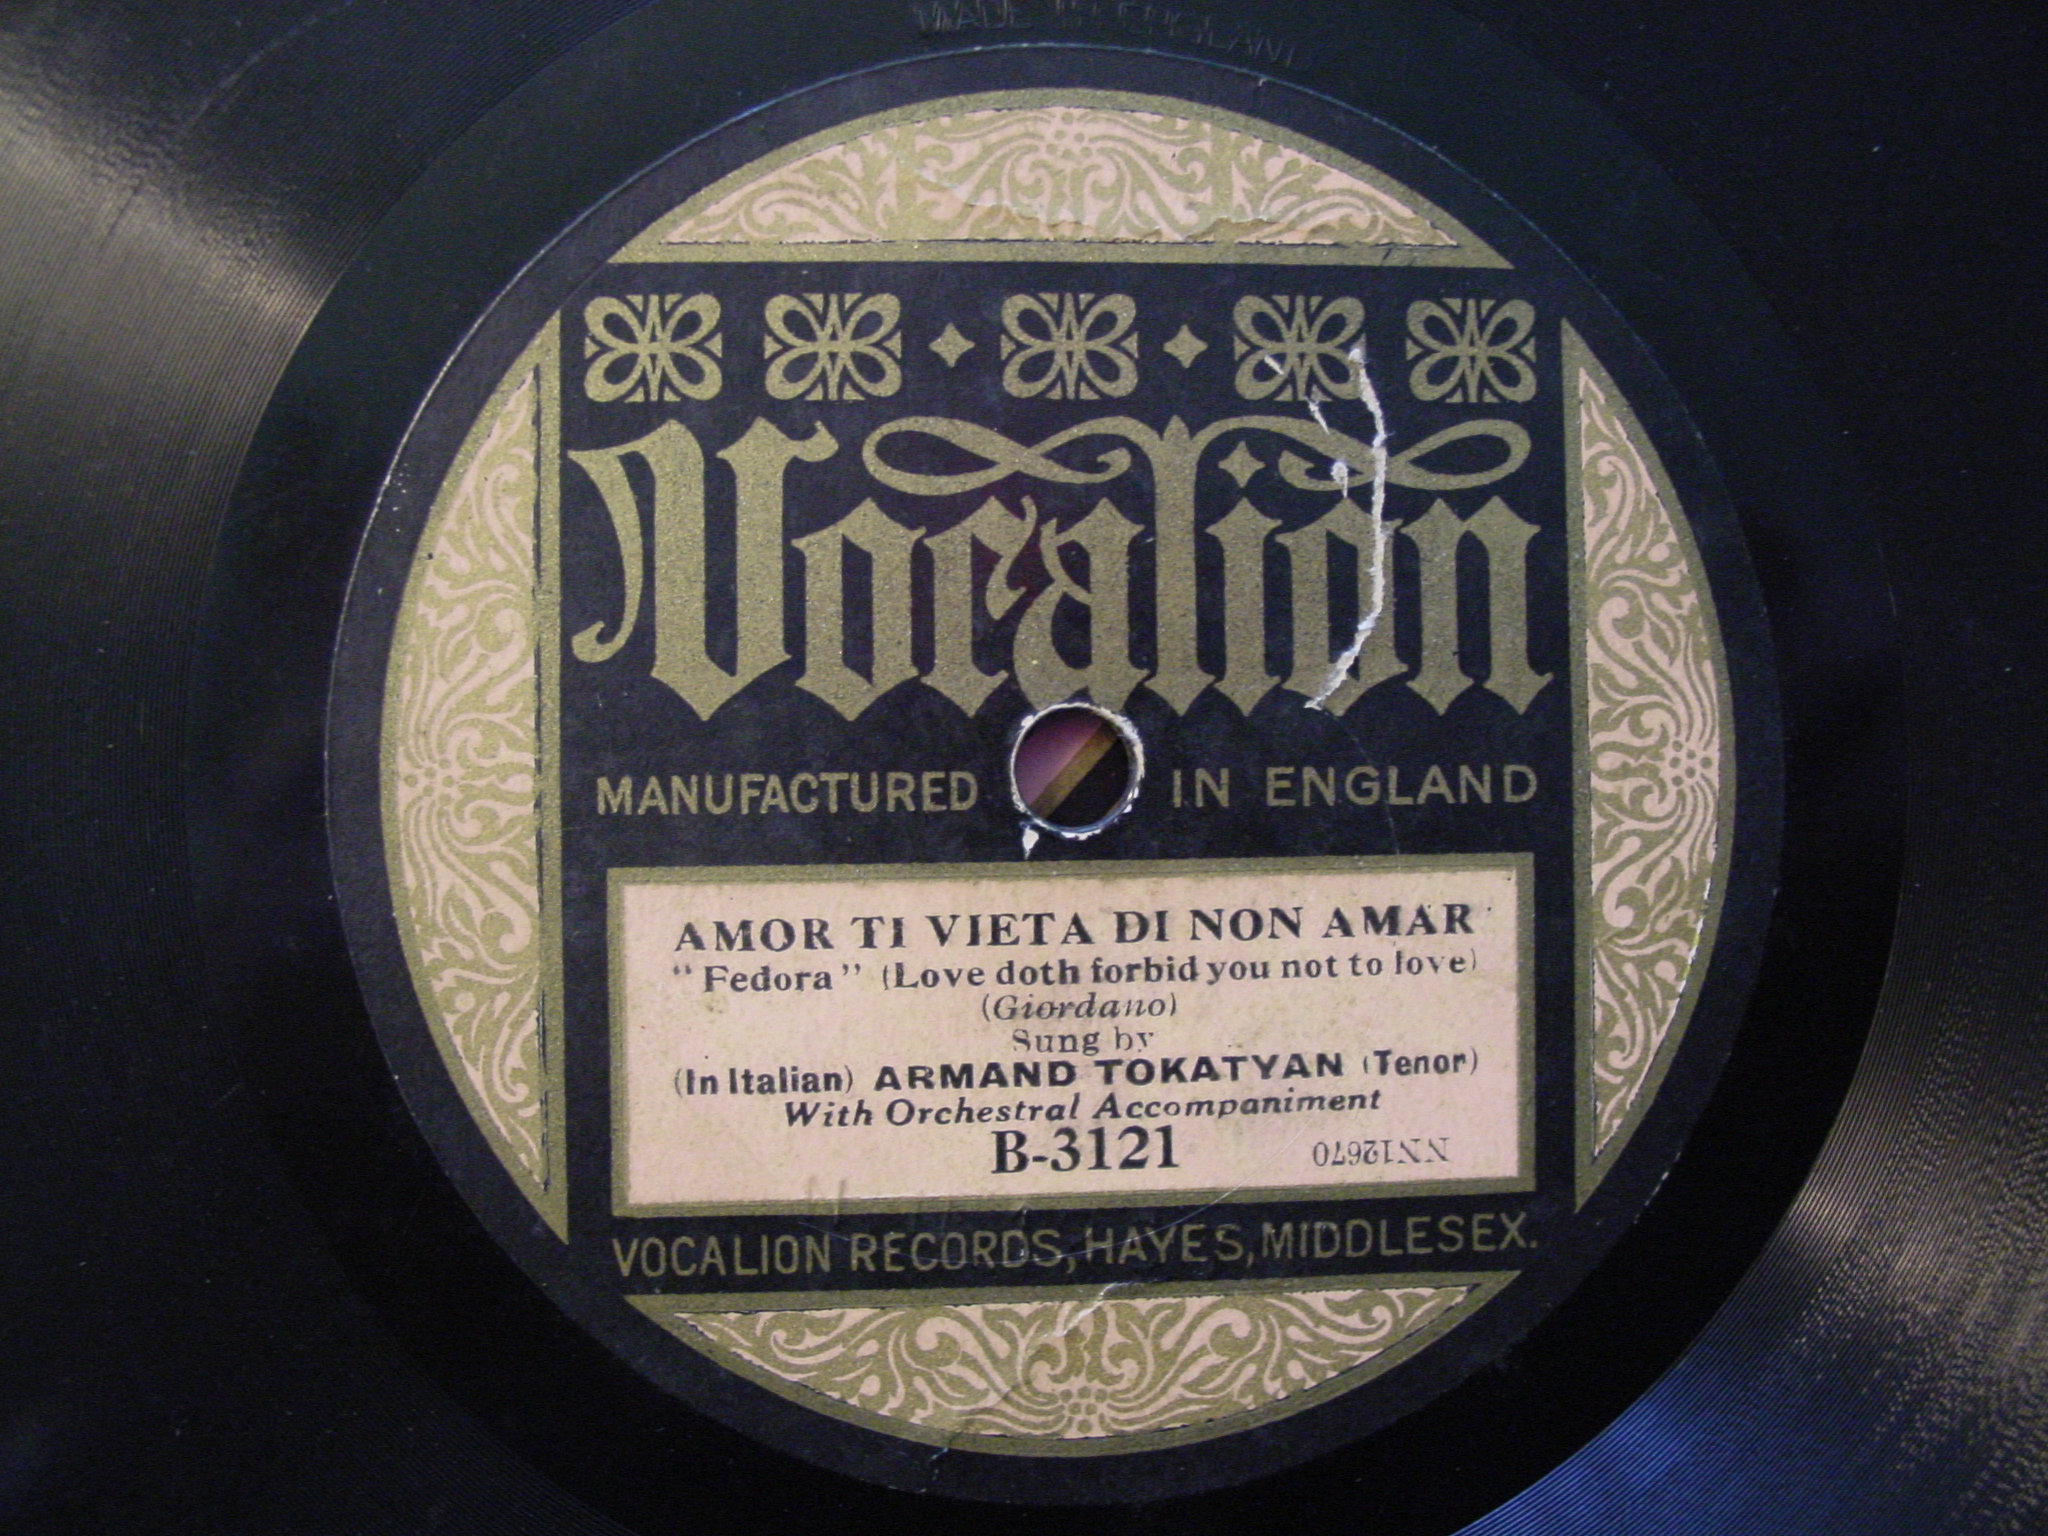 MADE IN ENGLAND
Vocalion
MANUFACTURED IN ENGLAND
AMOR TI VIETA DI NON AMAR
"Fedora" (Love doth forbid you not to love)
(Giordano)
Sung by
(In Italian) ARMAND TOKATYAN (Tenor)
With Orchestral Accompaniment
B-3121 NN12670
VOCALION RECORDS, HAYES, MIDDLESEX.